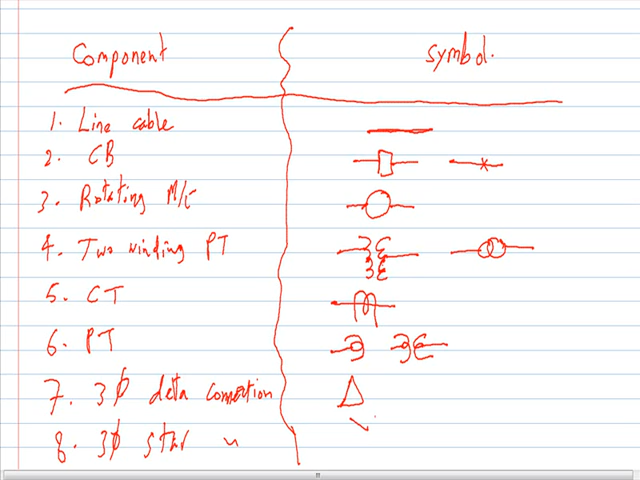 Component symbol.
1. Line cable
2. CB
3. Rotating M/C
4. Two winding PT
5. CT
6. PT
7. 3ϕ deta connection Δ
8. 3ϕ star "